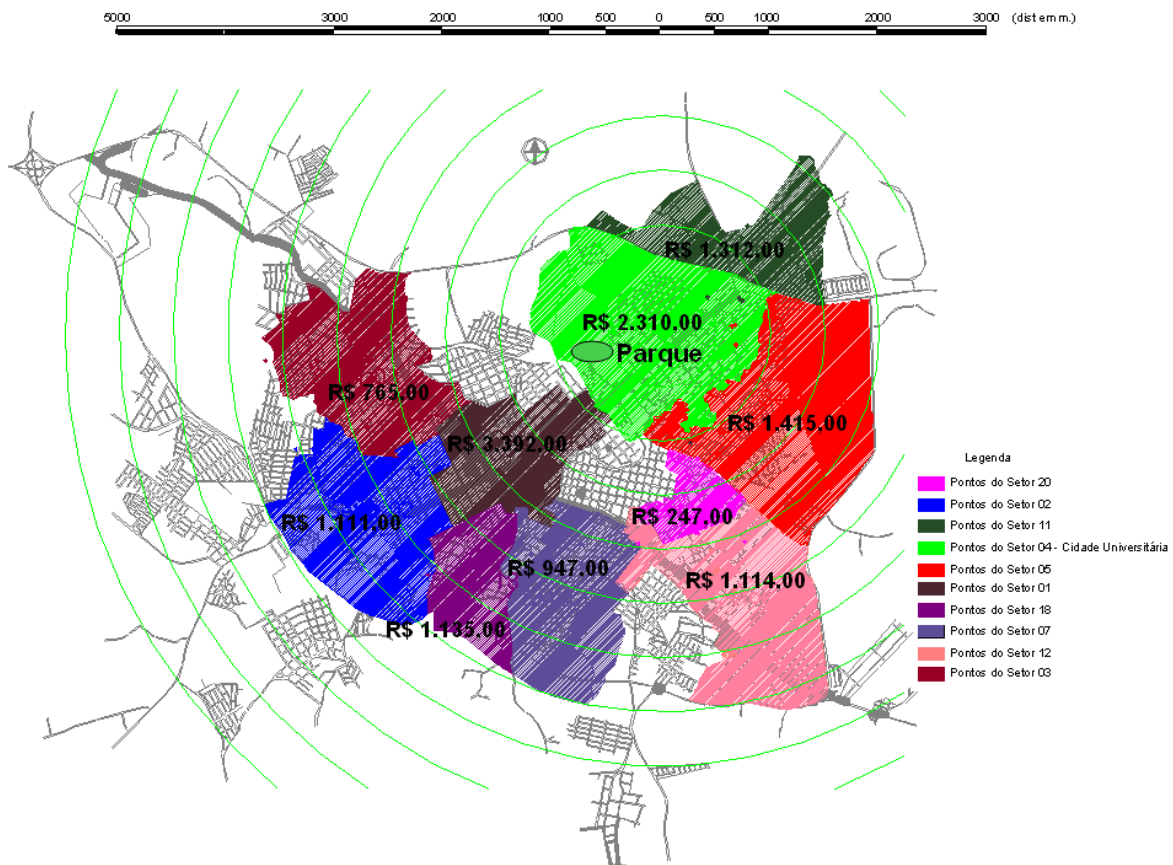 5000 4000 3000 2000 1000 500 0 500 1000 2000 3000 (dist em m.)
R$ 1.312,00
R$ 2.310,00
Parque
R$ 765,00
R$ 1.415,00
R$ 3.392,00
R$ 1.111,00
R$ 247,00
R$ 947,00
R$ 1.114,00
R$ 1.135,00
Legenda
Pontos do Setor 20
Pontos do Setor 02
Pontos do Setor 11
Pontos do Setor 04 - Cidade Universitária
Pontos do Setor 05
Pontos do Setor 01
Pontos do Setor 18
Pontos do Setor 07
Pontos do Setor 12
Pontos do Setor 03